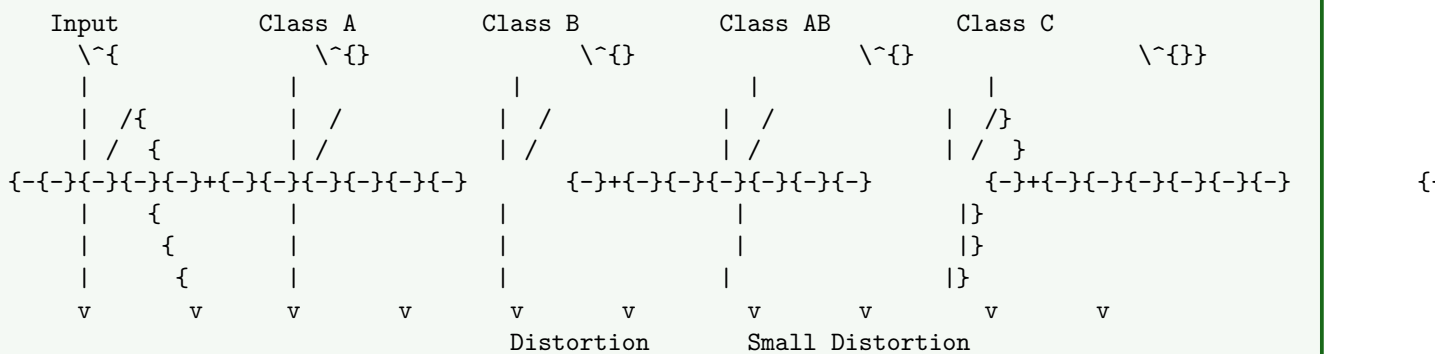 Input Class A Class B Class AB Class C
\^{ \^{} \^{} \^{} \^{}}
| | | | |
| /{ | / | / | / | /}
| / { | / | / | / | / }
{-{-}{-}{-}{-}+{-}{-}{-}{-}{-}{-} {-}+{-}{-}{-}{-}{-}{-} {-}+{-}{-}{-}{-}{-}{-} {-
| { | | | |}
| { | | | |}
| { | | | |}
v v v v v v v v v v
Distortion Small Distortion